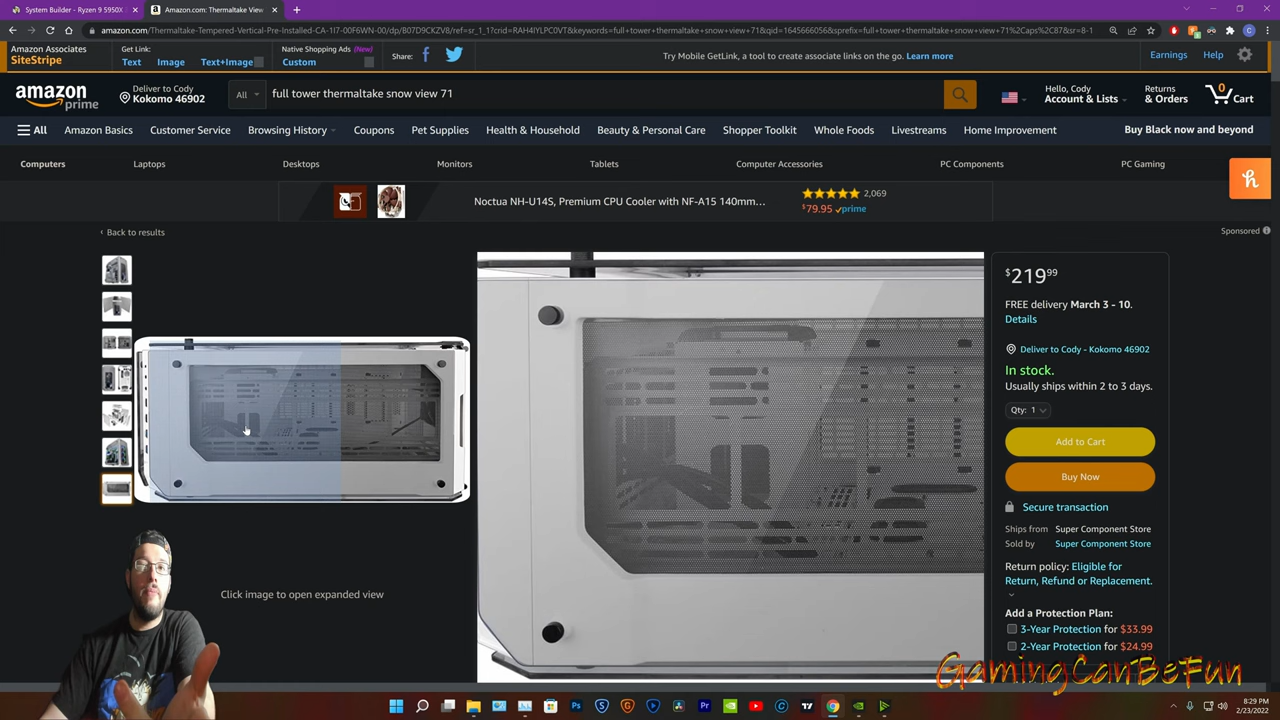 System Builder - Ryzen 9 5950X
Amazon.com: Thermaltake View
amazon.com/Thermaltake-Tempered-Vertical-Pre-Installed-CA-1I7-00F6WN-00/dp/B07D9CKZV8/ref=sr_1_1?crid=RAH4IYLPC0VT&keywords=full+tower+thermaltake+snow+view+71&qid=1645666056&sprefix=full+tower+thermaltake+snow+view+71%2Caps%2C87&sr=8-1
Amazon Associates
SiteStripe
Get Link:
Text
Image
Text+Image
Native Shopping Ads (New)
Custom
Share:
Try Mobile GetLink, a tool to create associate links on the go. Learn more
Earnings
Help
amazon
prime
Deliver to Cody
Kokomo 46902
All
full tower thermaltake snow view 71
Hello, Cody
Account & Lists
Returns
& Orders
0
Cart
All
Amazon Basics
Customer Service
Browsing History
Coupons
Pet Supplies
Health & Household
Beauty & Personal Care
Shopper Toolkit
Whole Foods
Livestreams
Home Improvement
Buy Black now and beyond
Computers
Laptops
Desktops
Monitors
Tablets
Computer Accessories
PC Components
PC Gaming
h
Noctua NH-U14S, Premium CPU Cooler with NF-A15 140mm…
2,069
$79.95 prime
‹ Back to results
Sponsored
$219 99
FREE delivery March 3 - 10.
Details
Deliver to Cody - Kokomo 46902
In stock.
Usually ships within 2 to 3 days.
Qty: 1
Add to Cart
Buy Now
Secure transaction
Ships from Super Component Store
Sold by Super Component Store
Return policy: Eligible for
Return, Refund or Replacement.
Click image to open expanded view
Add a Protection Plan:
3-Year Protection for $33.99
2-Year Protection for $24.99
GamingCanBeFun
8:29 PM
2/23/2022